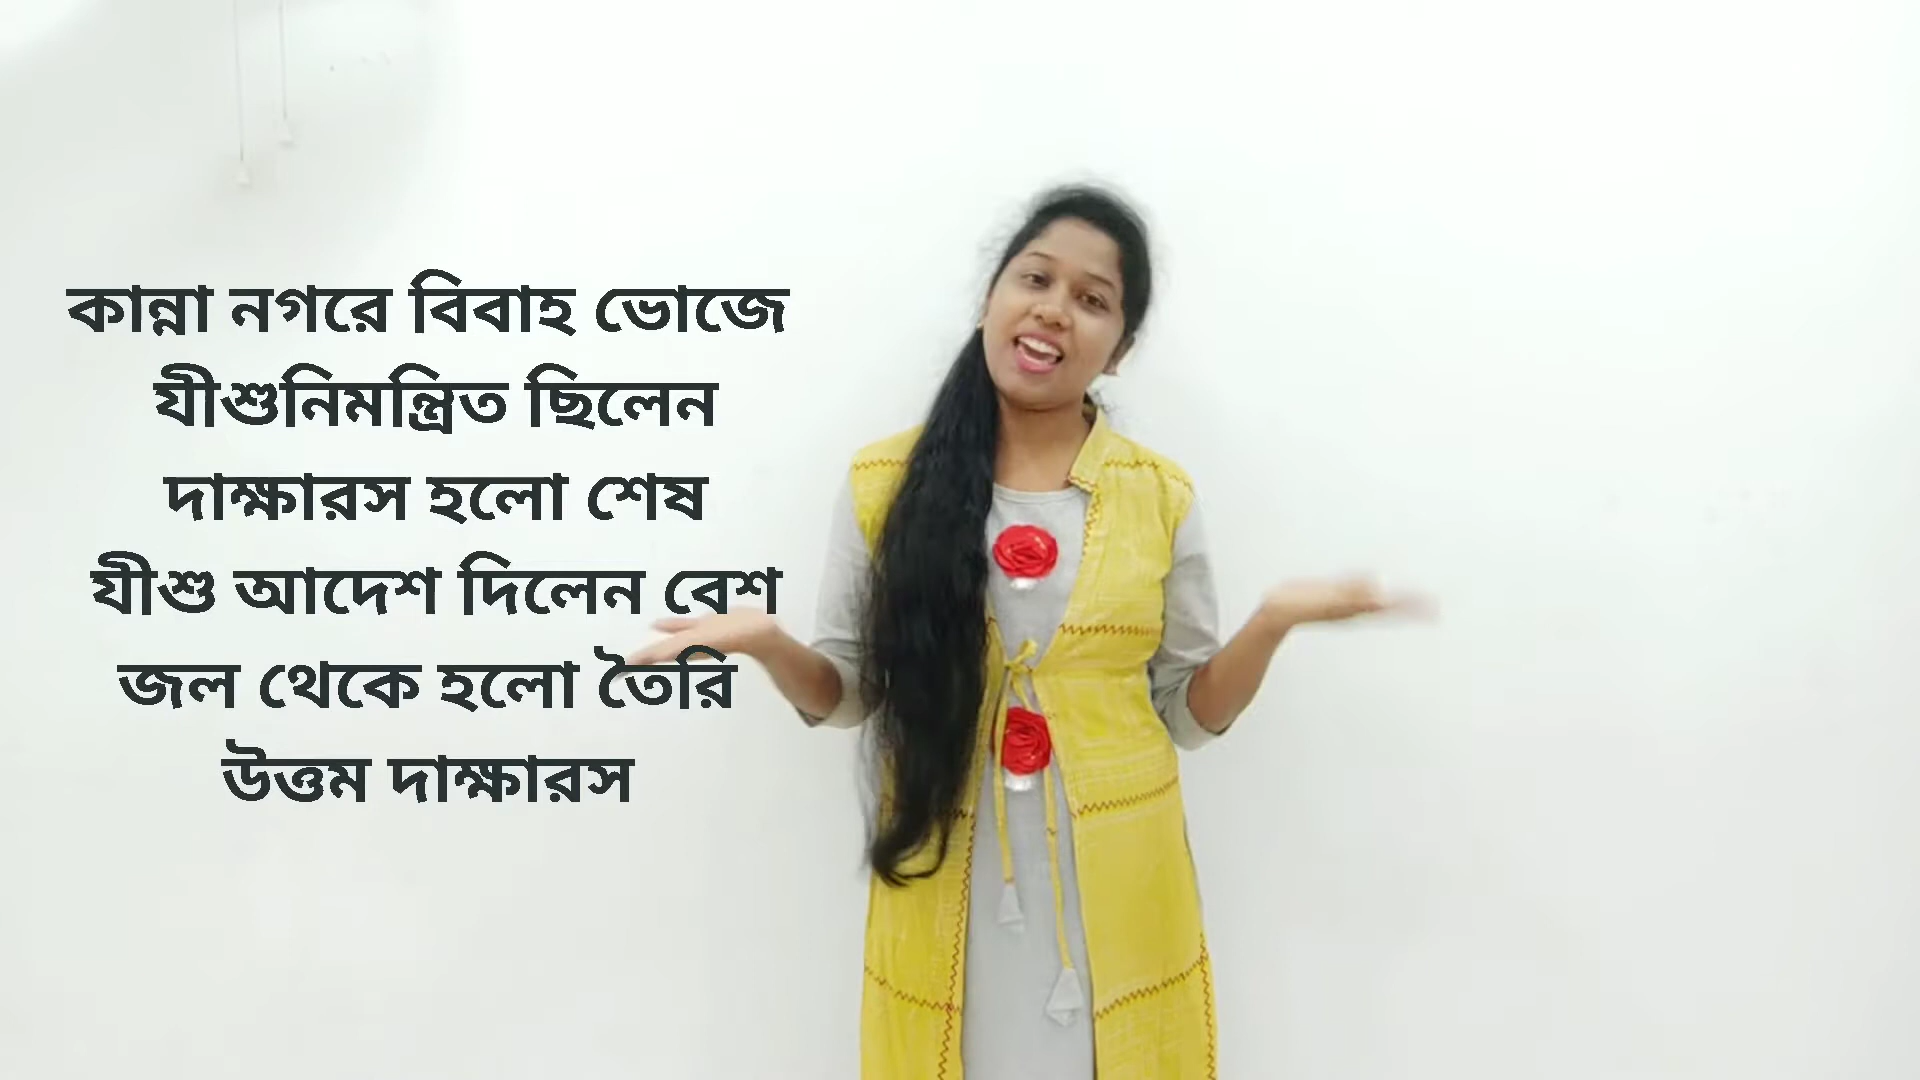 কান্না নগরে বিবাহ ভোজে
যীশুনিমন্ত্রিত ছিলেন
দাক্ষারস হলো শেষ
যীশু আদেশ দিলেন বেশ
জল থেকে হলো তৈরি
উত্তম দাক্ষারস